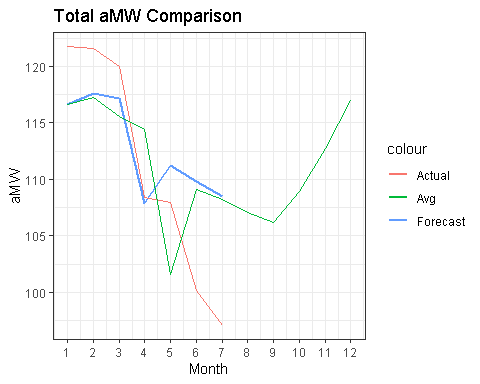 Total aMW Comparison
120
115
110
105
100
aMW
1 2 3 4 5 6 7 8 9 10 11 12
Month
colour
Actual
Avg
Forecast